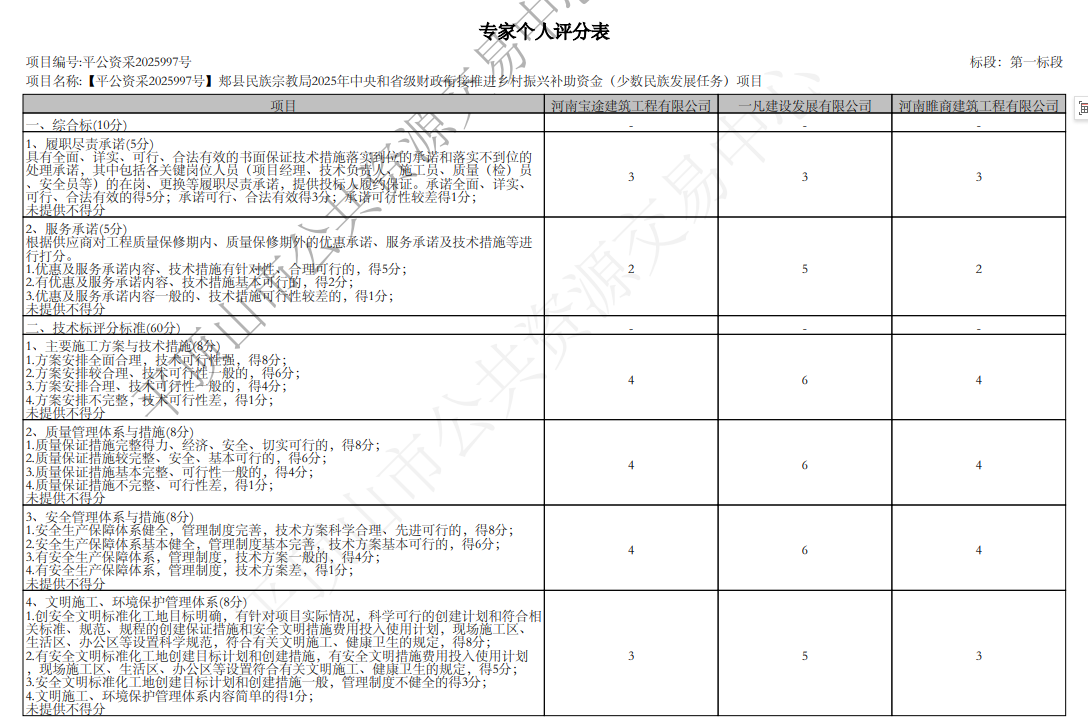 专家个人评分表
项目编号:平公资采2025997号
标段：第一标段
项目名称:【平公资采2025997号】郏县民族宗教局2025年中央和省级财政衔接推进乡村振兴补助资金（少数民族发展任务）项目
项目 河南宝途建筑工程有限公司 一凡建设发展有限公司 河南睢商建筑工程有限公司
一、综合标(10分) - - -
1、履职尽责承诺(5分)
具有全面、详实、可行、合法有效的书面保证技术措施落实到位的承诺和落实不到位的
处理承诺，其中包括各关键岗位人员（项目经理、技术负责人、施工员、质量（检）员
、安全员等）的在岗、更换等履职尽责承诺，提供投标人履约保证。承诺全面、详实、
可行、合法有效的得5分；承诺可行、合法有效得3分；承诺可行性较差得1分；
未提供不得分
3 3 3
2、服务承诺(5分)
根据供应商对工程质量保修期内、质量保修期外的优惠承诺、服务承诺及技术措施等进
行打分。
1.优惠及服务承诺内容、技术措施有针对性、合理可行的，得5分；
2.有优惠及服务承诺内容、技术措施基本可行的，得2分；
3.优惠及服务承诺内容一般的、技术措施可行性较差的，得1分；
未提供不得分
2 5 2
二、技术标评分标准(60分) - - -
1、主要施工方案与技术措施(8分)
1.方案安排全面合理，技术可行性强，得8分；
2.方案安排较合理、技术可行性一般的，得6分；
3.方案安排合理、技术可行性一般的，得4分；
4.方案安排不完整，技术可行性差，得1分；
未提供不得分
4 6 4
2、质量管理体系与措施(8分)
1.质量保证措施完整得力、经济、安全、切实可行的，得8分；
2.质量保证措施较完整、安全、基本可行的，得6分；
3.质量保证措施基本完整、可行性一般的，得4分；
4.质量保证措施不完整、可行性差，得1分；
未提供不得分
4 6 4
3、安全管理体系与措施(8分)
1.安全生产保障体系健全，管理制度完善，技术方案科学合理、先进可行的，得8分；
2.安全生产保障体系基本健全，管理制度基本完善，技术方案基本可行的，得6分；
3.有安全生产保障体系，管理制度，技术方案一般的，得4分；
4.有安全生产保障体系，管理制度，技术方案差，得1分；
未提供不得分
4 6 4
4、文明施工、环境保护管理体系(8分)
1.创安全文明标准化工地目标明确，有针对项目实际情况，科学可行的创建计划和符合相
关标准、规范、规程的创建保证措施和安全文明措施费用投入使用计划，现场施工区、
生活区、办公区等设置科学规范，符合有关文明施工、健康卫生的规定，得8分；
2.有安全文明标准化工地创建目标计划和创建措施，有安全文明措施费用投入使用计划
，现场施工区、生活区、办公区等设置符合有关文明施工、健康卫生的规定，得5分；
3.安全文明标准化工地创建目标计划和创建措施一般，管理制度不健全的得3分；
4.文明施工、环境保护管理体系内容简单的得1分；
未提供不得分
3 5 3
平顶山市公共资源交易中心
平顶山市公共资源交易中心